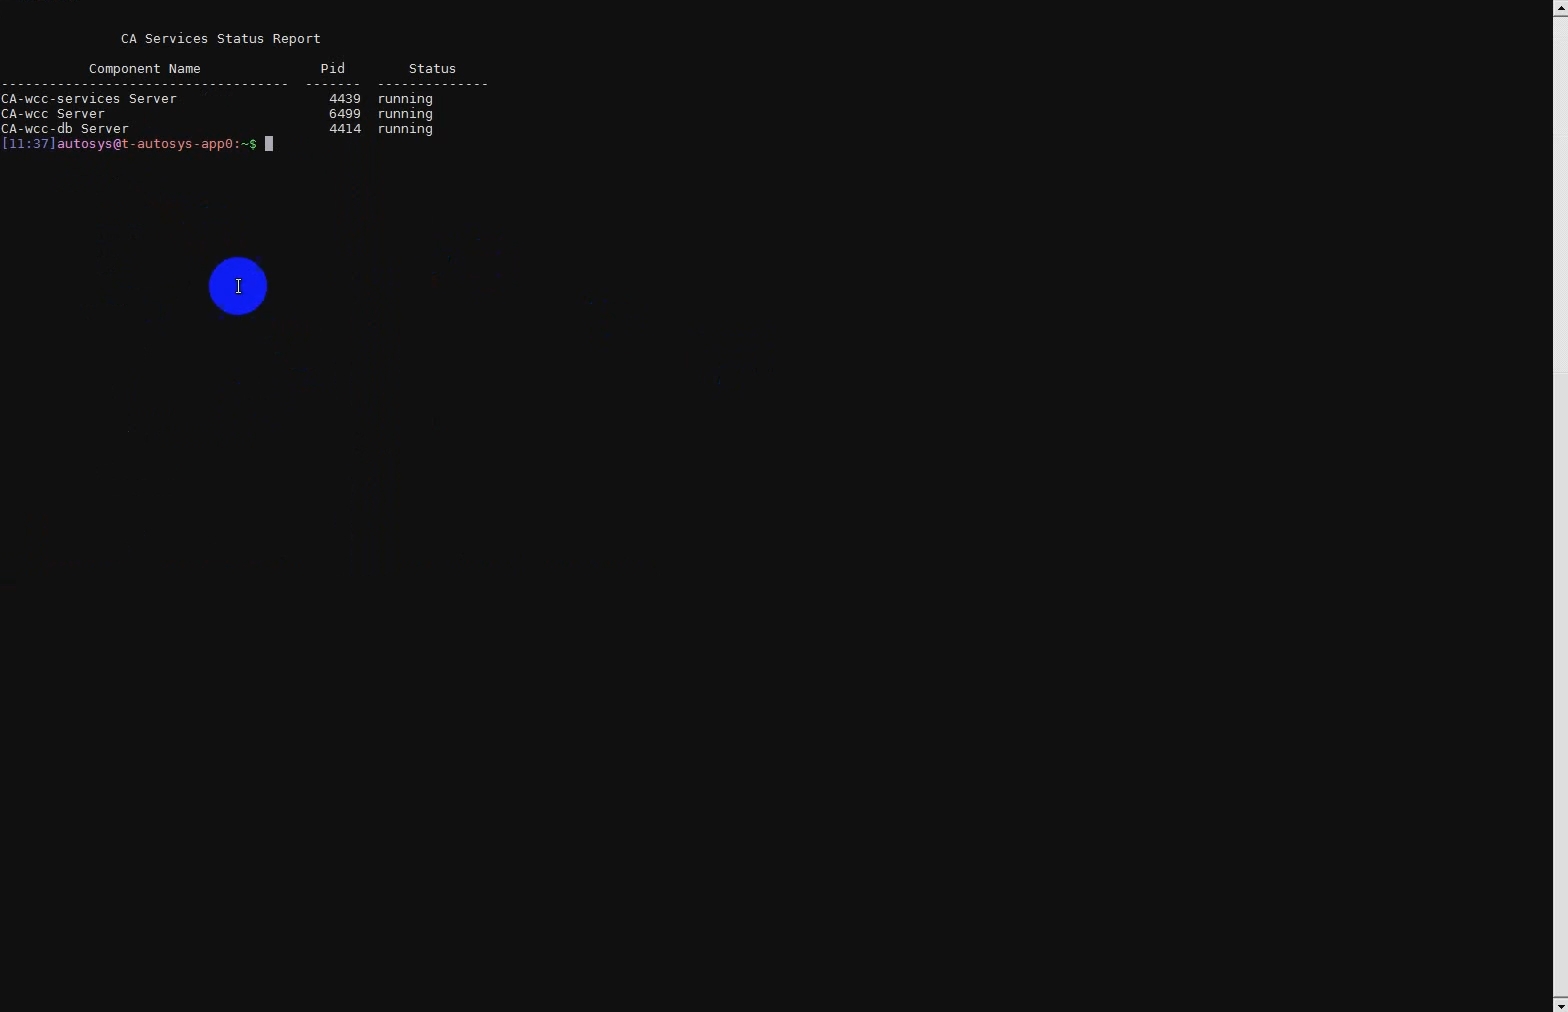 CA Services Status Report
Component Name Pid Status
------------------------------------ ------- --------------
CA-wcc-services Server 4439 running
CA-wcc Server 6499 running
CA-wcc-db Server 4414 running
[11:37]autosys@t-autosys-app0:~$